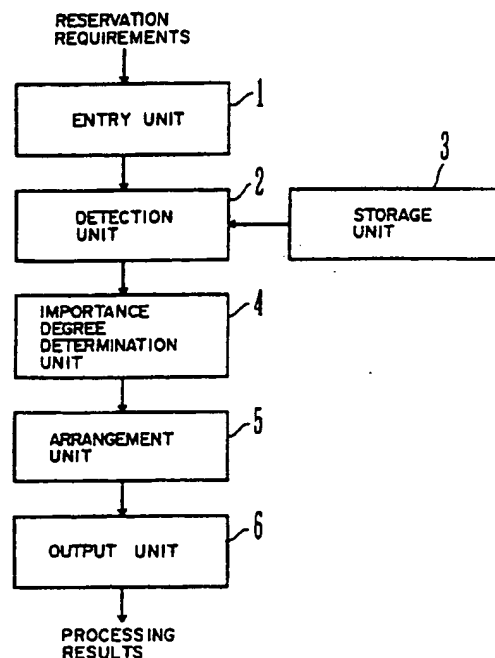 RESERVATION
REQUIREMENTS
1
ENTRY UNIT
2
3
DETECTION
UNIT
STORAGE
UNIT
4
IMPORTANCE
DEGREE
DETERMINATION
UNIT
5
ARRANGEMENT
UNIT
6
OUTPUT UNIT
PROCESSING
RESULTS